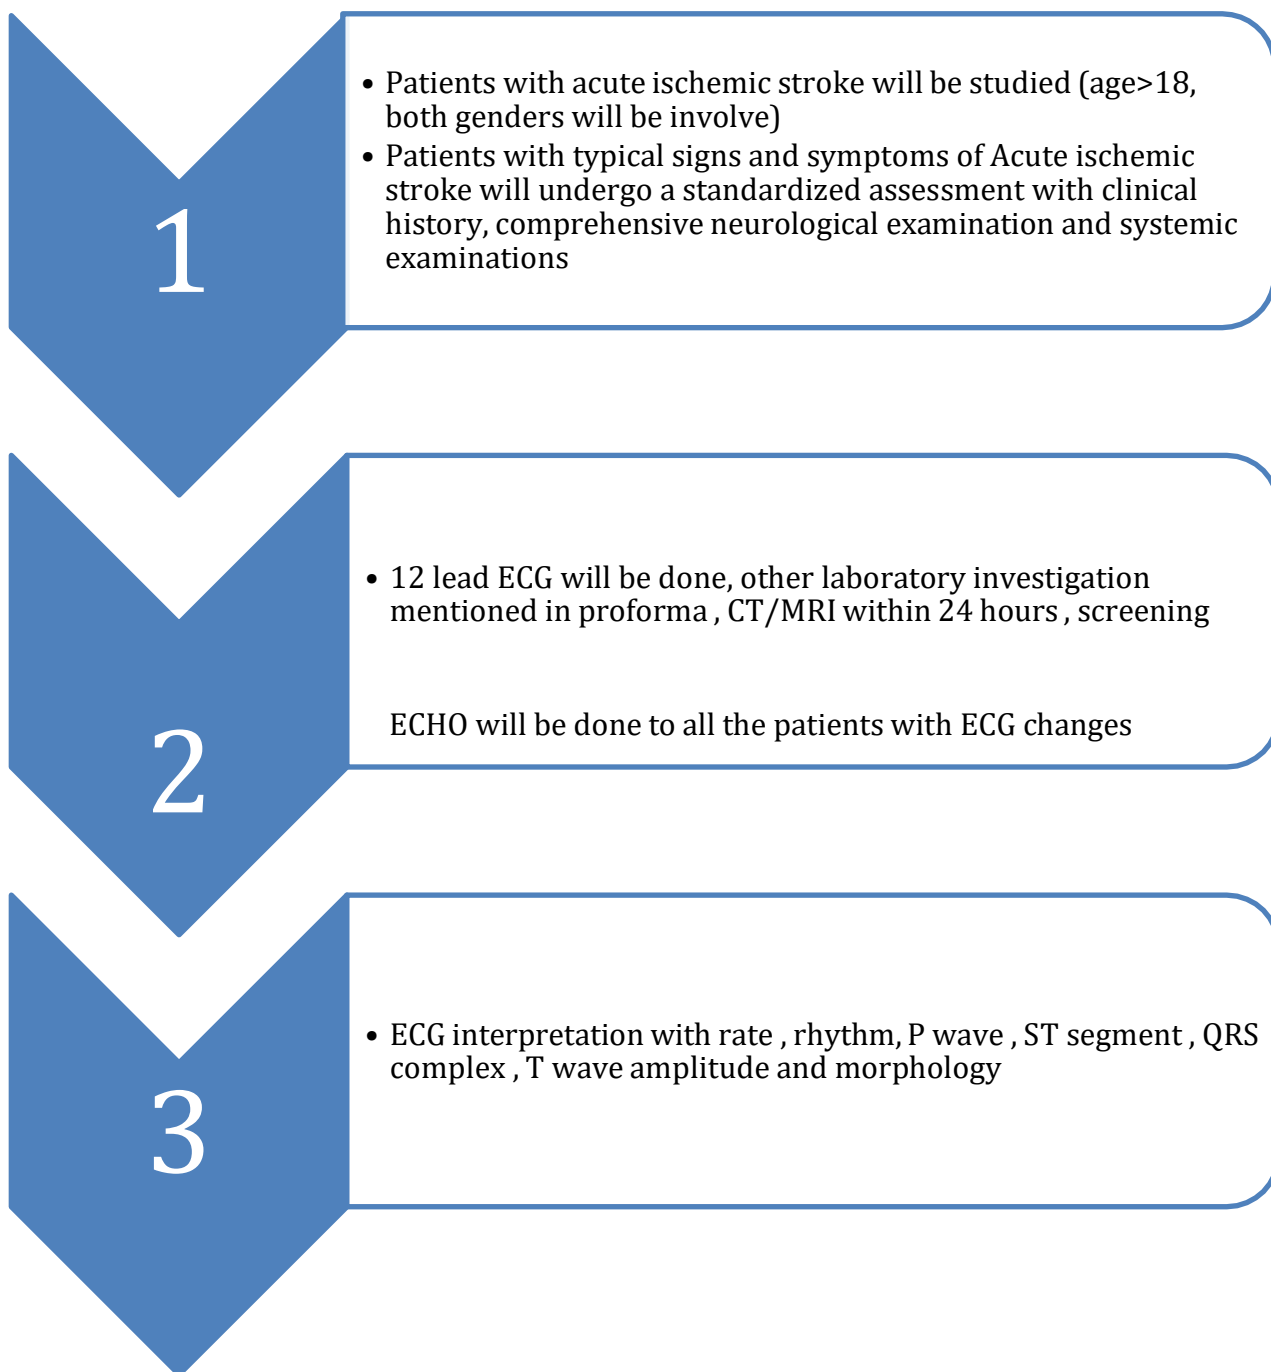 1
• Patients with acute ischemic stroke will be studied (age>18,
both genders will be involve)
• Patients with typical signs and symptoms of Acute ischemic
stroke will undergo a standardized assessment with clinical
history, comprehensive neurological examination and systemic
examinations
2
• 12 lead ECG will be done, other laboratory investigation
mentioned in proforma , CT/MRI within 24 hours , screening
ECHO will be done to all the patients with ECG changes
3
• ECG interpretation with rate , rhythm, P wave , ST segment , QRS
complex , T wave amplitude and morphology